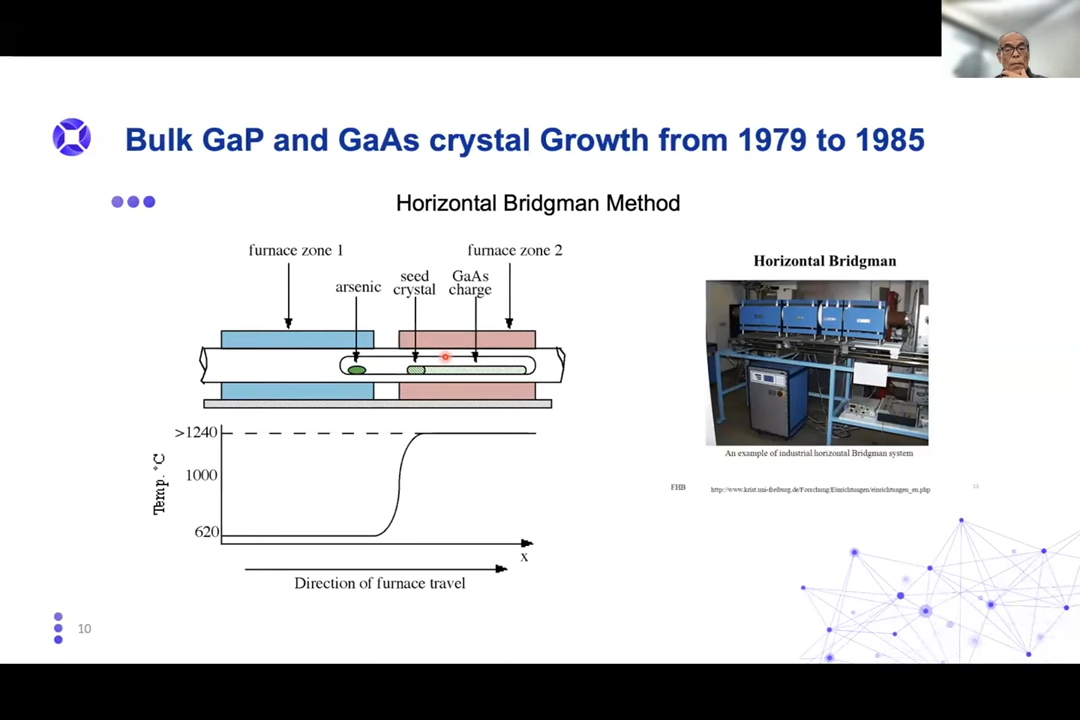 Bulk GaP and GaAs crystal Growth from 1979 to 1985
Horizontal Bridgman Method
furnace zone 1
furnace zone 2
arsenic
seed
crystal
GaAs
charge
>1240
1000
620
Temp. °C
x
Direction of furnace travel
Horizontal Bridgman
An example of industrial horizontal Bridgman system
FHB
http://www.krist.uni-freiburg.de/Forschung/Einrichtungen/einrichtungen_en.php
10